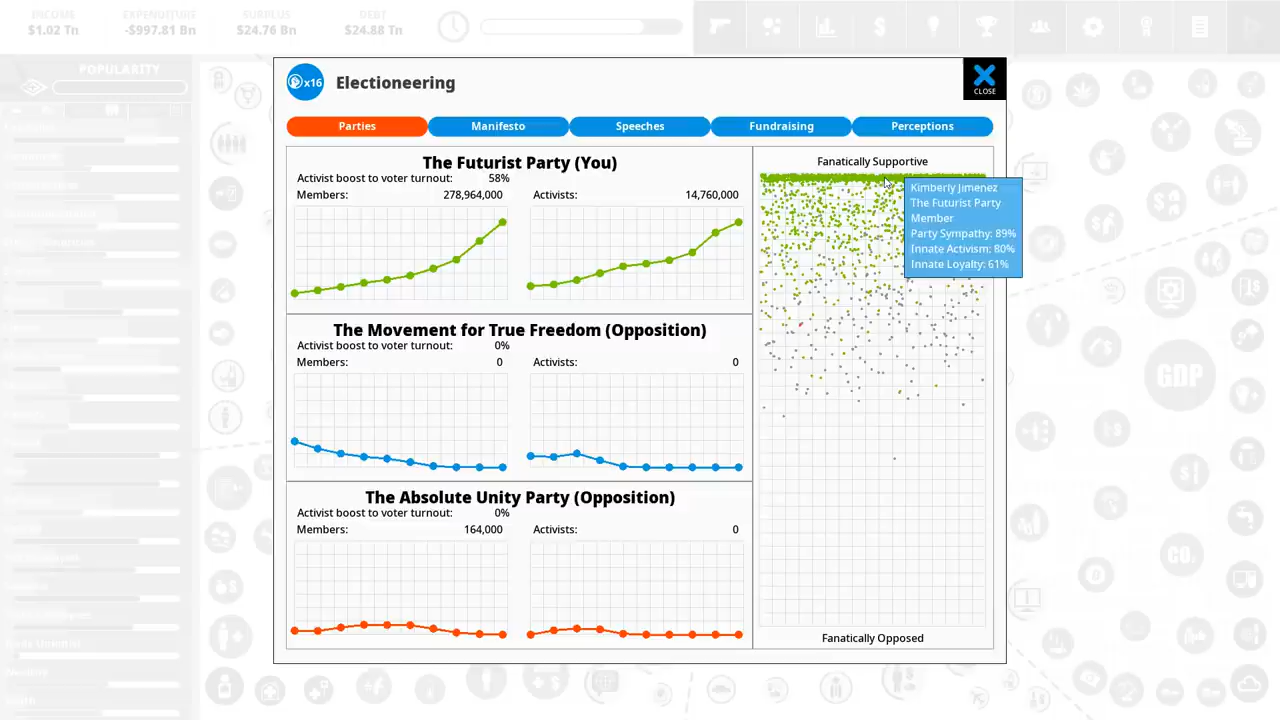 INCOME
EXPENDITURE
SURPLUS
DEBT
$1.02 Tn
-$997.81 Bn
$24.76 Bn
$24.88 Tn
POPULARITY
x16
Electioneering
CLOSE
Parties
Manifesto
Speeches
Fundraising
Perceptions
The Futurist Party (You)
Activist boost to voter turnout: 58%
Members: 278,964,000
Activists: 14,760,000
The Movement for True Freedom (Opposition)
Activist boost to voter turnout: 0%
Members: 0
Activists: 0
The Absolute Unity Party (Opposition)
Activist boost to voter turnout: 0%
Members: 164,000
Activists: 0
Fanatically Supportive
Kimberly Jimenez
The Futurist Party
Member
Party Sympathy: 89%
Innate Activism: 80%
Innate Loyalty: 61%
Fanatically Opposed
GDP
CO₂